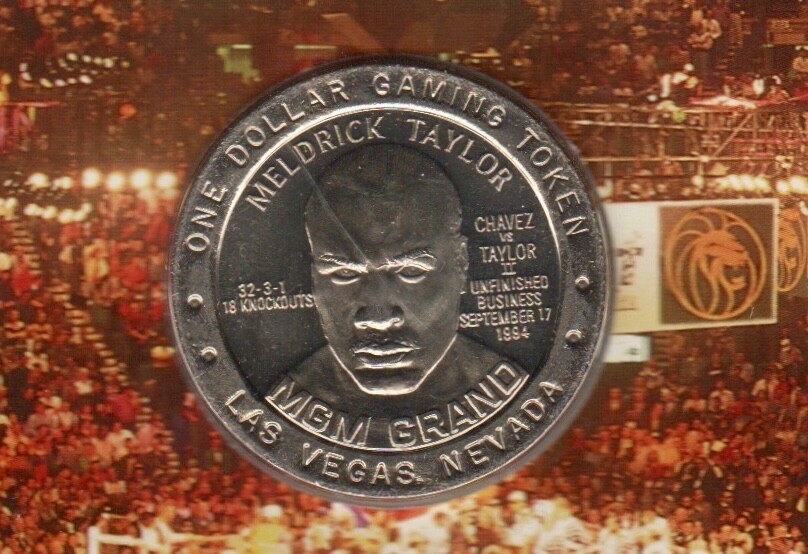 ONE DOLLAR GAMING TOKEN
MELDRICK TAYLOR
32-3-1
18 KNOCKOUTS
CHAVEZ
VS
TAYLOR
II
UNFINISHED
BUSINESS
SEPTEMBER 17
1994
MGM GRAND
LAS VEGAS, NEVADA